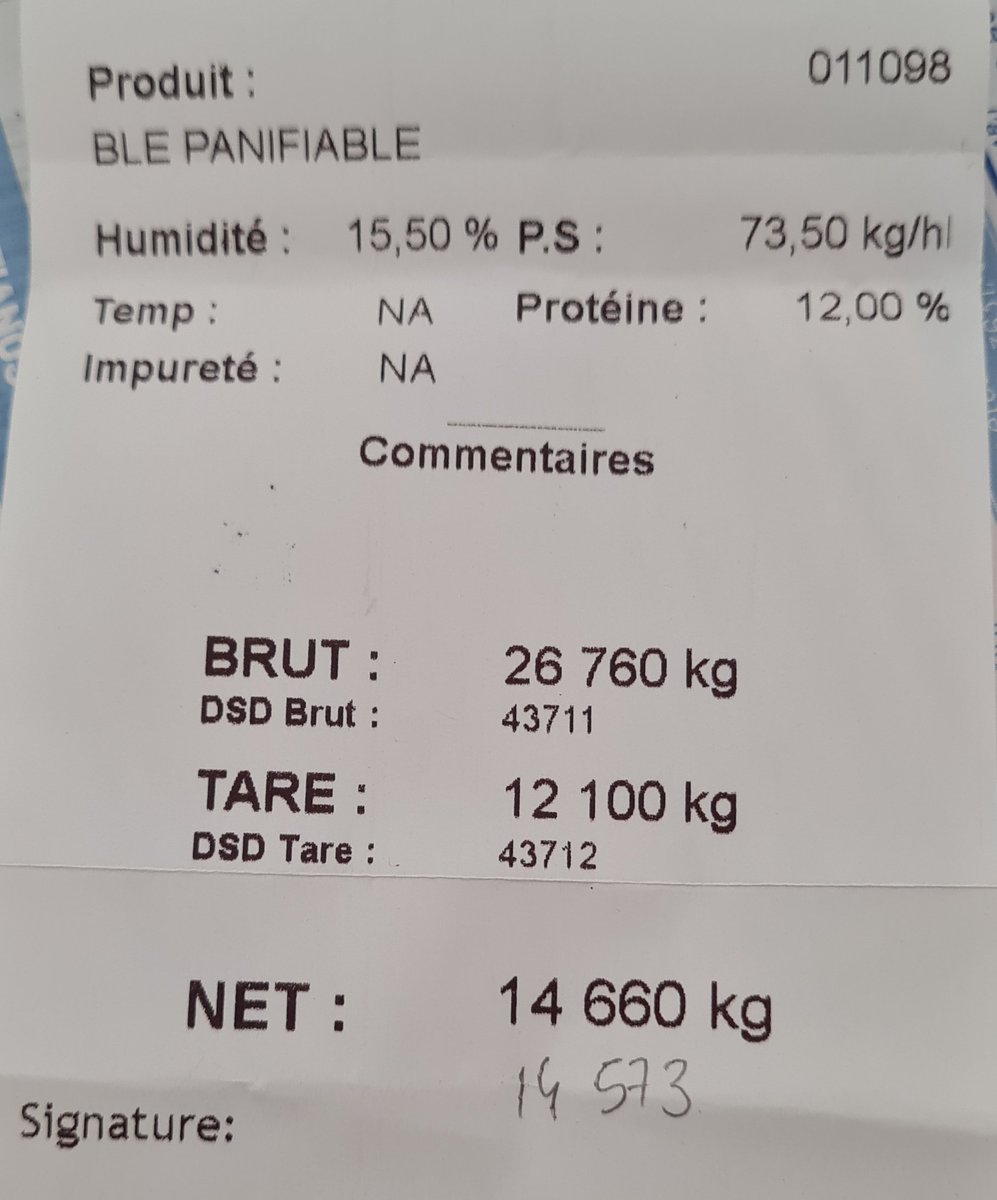 Produit : 011098
BLE PANIFIABLE
Humidité : 15,50 % P.S : 73,50 kg/hl
Temp : NA Protéine : 12,00 %
Impureté : NA
Commentaires
BRUT : 26 760 kg
DSD Brut : 43711
TARE : 12 100 kg
DSD Tare : 43712
NET : 14 660 kg
14 573
Signature: